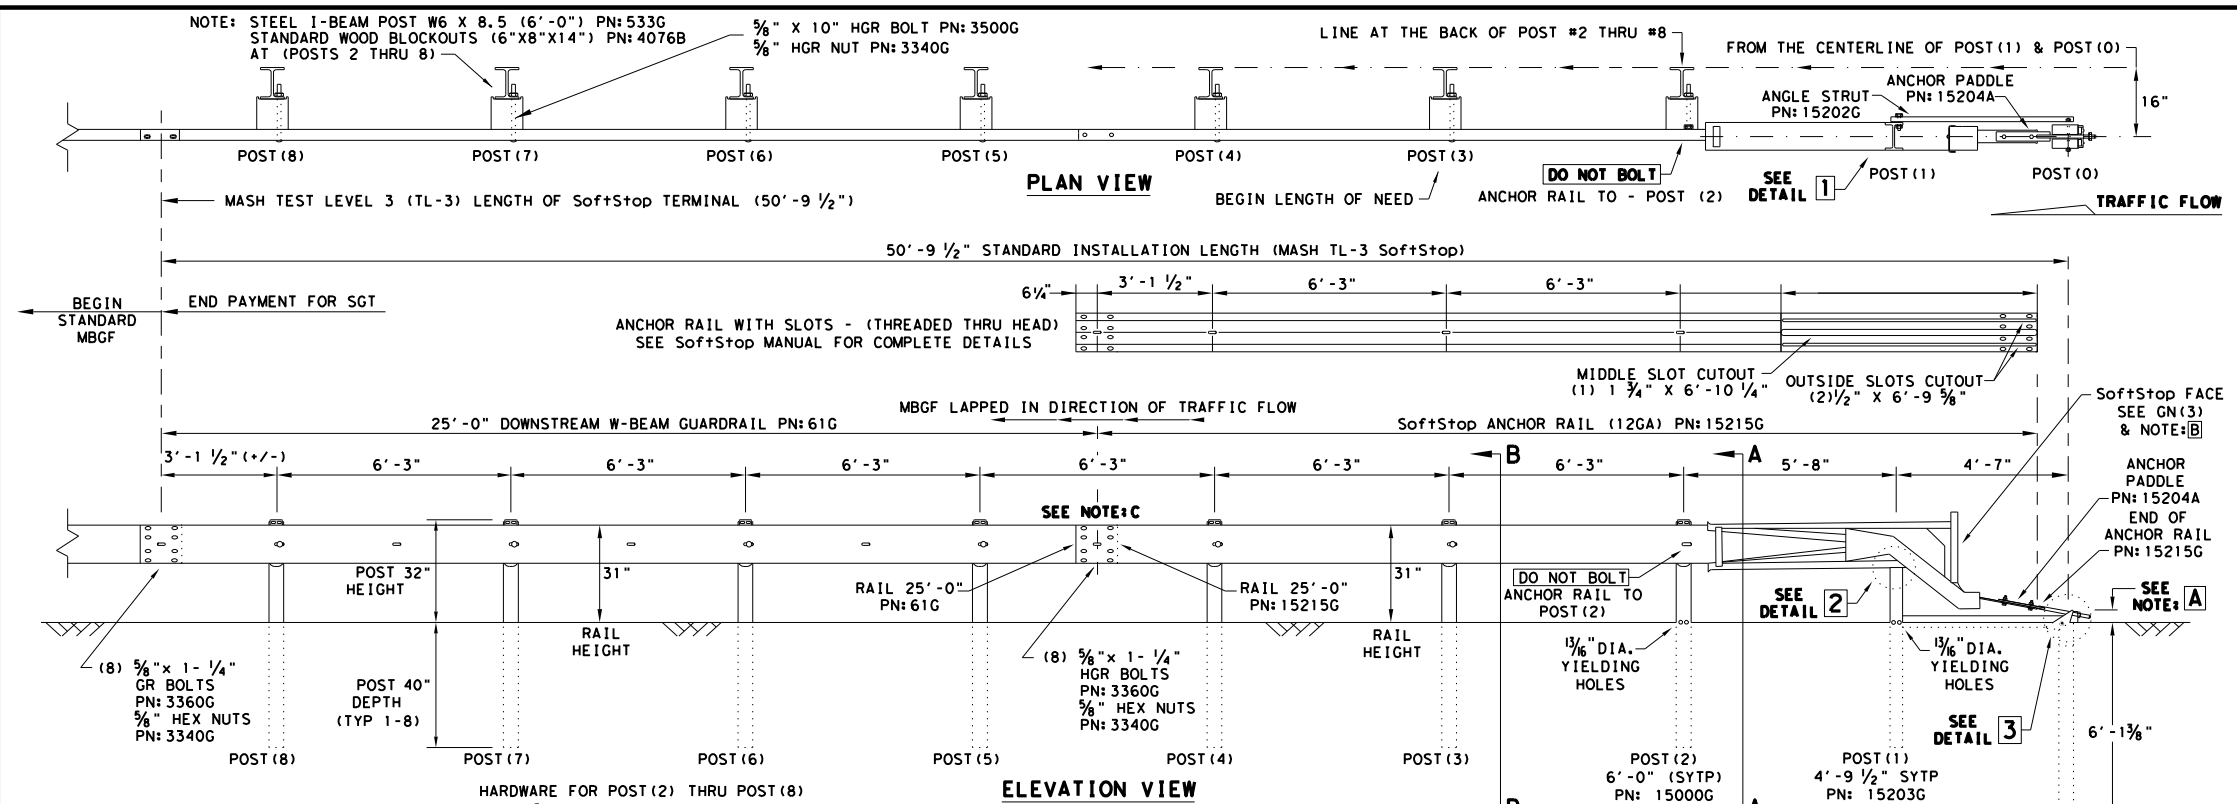 NOTE: STEEL I-BEAM POST W6 X 8.5 (6'-0") PN:533G
STANDARD WOOD BLOCKOUTS (6"X8"X14") PN:4076B
AT (POSTS 2 THRU 8)
⅝" X 10" HGR BOLT PN:3500G
⅝" HGR NUT PN:3340G
LINE AT THE BACK OF POST #2 THRU #8
FROM THE CENTERLINE OF POST(1) & POST(0)
ANCHOR PADDLE
PN:15204A
ANGLE STRUT
PN:15202G
16"
POST(8)
POST(7)
POST(6)
POST(5)
POST(4)
POST(3)
POST(1)
POST(0)
PLAN VIEW
DO NOT BOLT
ANCHOR RAIL TO - POST (2)
SEE
DETAIL 1
BEGIN LENGTH OF NEED
MASH TEST LEVEL 3 (TL-3) LENGTH OF SoftStop TERMINAL (50'-9 ½")
TRAFFIC FLOW
50'-9 ½" STANDARD INSTALLATION LENGTH (MASH TL-3 SoftStop)
BEGIN
STANDARD
MBGF
END PAYMENT FOR SGT
6¼"
3'-1 ½"
6'-3"
6'-3"
ANCHOR RAIL WITH SLOTS - (THREADED THRU HEAD)
SEE SoftStop MANUAL FOR COMPLETE DETAILS
MIDDLE SLOT CUTOUT
(1) 1 ¾" X 6'-10 ¼"
OUTSIDE SLOTS CUTOUT
(2)½" X 6'-9 ⅝"
SoftStop FACE
SEE GN(3)
& NOTE:B
MBGF LAPPED IN DIRECTION OF TRAFFIC FLOW
25'-0" DOWNSTREAM W-BEAM GUARDRAIL PN:61G
SoftStop ANCHOR RAIL (12GA) PN:15215G
3'-1 ½"(+/-)
6'-3"
6'-3"
6'-3"
6'-3"
6'-3"
6'-3"
5'-8"
4'-7"
B
A
ANCHOR
PADDLE
PN:15204A
END OF
ANCHOR RAIL
PN:15215G
SEE NOTE:C
POST 32"
HEIGHT
31"
RAIL
HEIGHT
RAIL 25'-0"
PN:61G
RAIL 25'-0"
PN:15215G
31"
RAIL
HEIGHT
DO NOT BOLT
ANCHOR RAIL TO
POST(2)
SEE
DETAIL 2
SEE
NOTE: A
(8) ⅝"x 1- ¼"
GR BOLTS
PN:3360G
⅝" HEX NUTS
PN:3340G
POST 40"
DEPTH
(TYP 1-8)
(8) ⅝"x 1- ¼"
HGR BOLTS
PN:3360G
⅝" HEX NUTS
PN:3340G
13⁄16"DIA.
YIELDING
HOLES
13⁄16"DIA.
YIELDING
HOLES
SEE
DETAIL 3
6'-1⅜"
POST(8)
POST(7)
POST(6)
POST(5)
POST(4)
POST(3)
POST(2)
6'-0" (SYTP)
PN: 15000G
POST(1)
4'-9 ½" SYTP
PN: 15203G
HARDWARE FOR POST(2) THRU POST(8)
ELEVATION VIEW